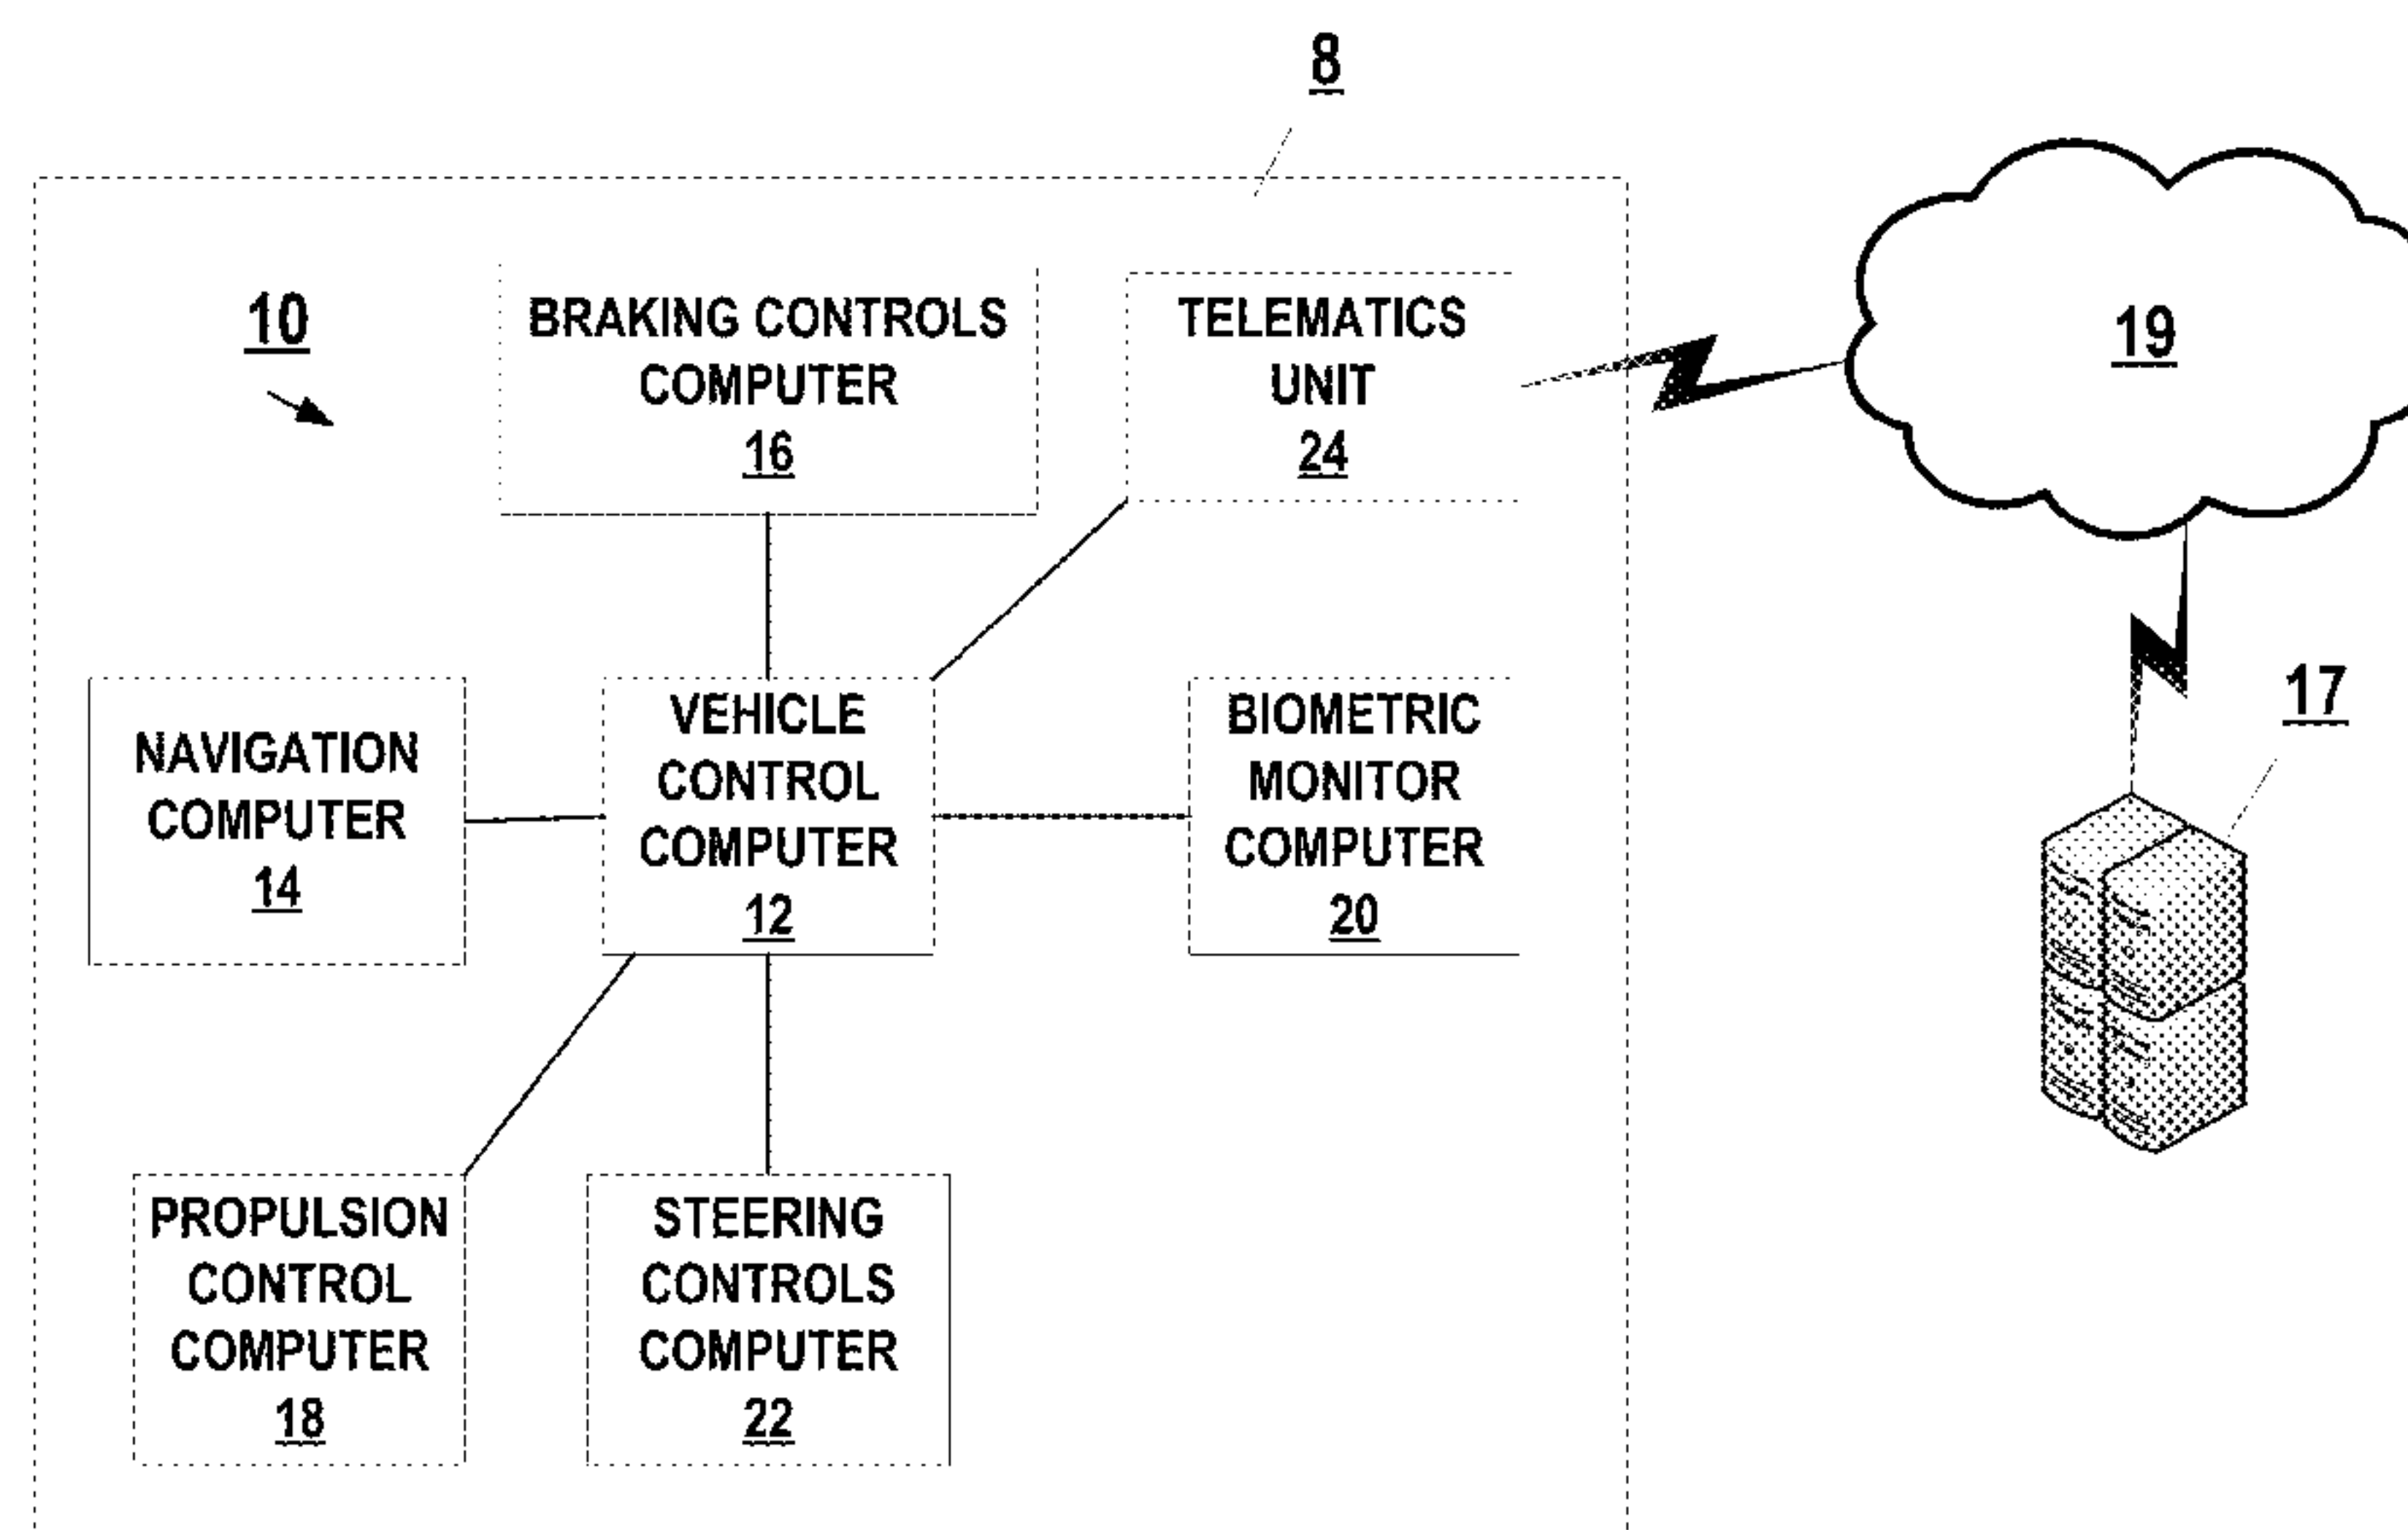 8
10
BRAKING CONTROLS
COMPUTER
16
TELEMATICS
UNIT
24
19
NAVIGATION
COMPUTER
14
VEHICLE
CONTROL
COMPUTER
12
BIOMETRIC
MONITOR
COMPUTER
20
17
PROPULSION
CONTROL
COMPUTER
18
STEERING
CONTROLS
COMPUTER
22